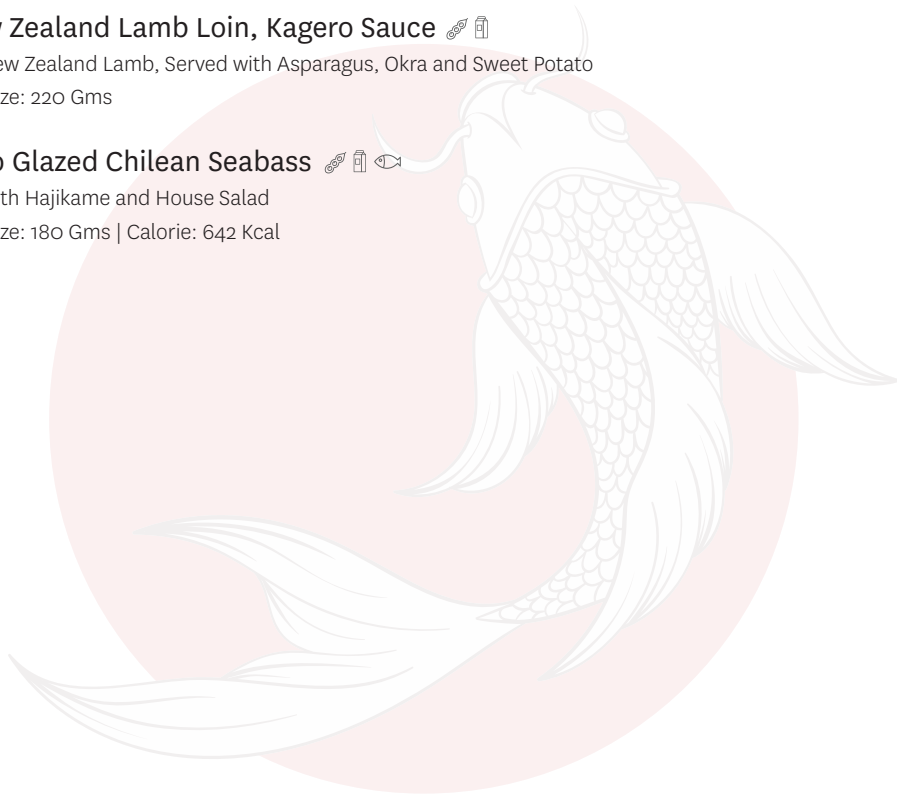 Zealand Lamb Loin, Kagero Sauce
ew Zealand Lamb, Served with Asparagus, Okra and Sweet Potato
ze: 220 Gms
o Glazed Chilean Seabass
th Hajikame and House Salad
ze: 180 Gms | Calorie: 642 Kcal